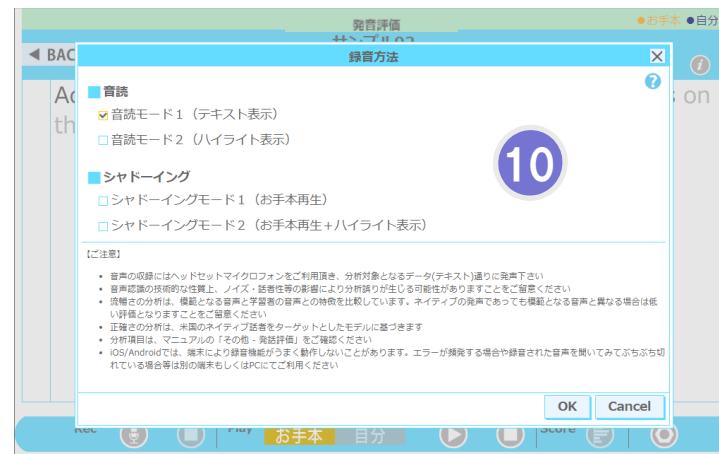 発音評価
●お手本 ●自分
◀ BAC
録音方法
Ac
s on
th
■音読
音読モード1(テキスト表示)
音読モード2(ハイライト表示)
10
■シャドーイング
シャドーイングモード1(お手本再生)
シャドーイングモード2(お手本再生+ハイライト表示)
【ご注意】
• 音声の収録にはヘッドセットマイクロフォンをご利用頂き、分析対象となるデータ(テキスト)通りに発声下さい
• 音声認識の技術的な性質上、ノイズ・話者性等の影響により分析誤りが生じる可能性がありますことをご留意ください
• 流暢さの分析は、模範となる音声と学習者の音声との特徴を比較しています。ネイティブの発声であっても模範となる音声と異なる場合は低
い評価となりますことをご留意ください
• 正確さの分析は、米国のネイティブ話者をターゲットとしたモデルに基づきます
• 分析項目は、マニュアルの「その他 - 発話評価」をご確認ください
• iOS/Androidでは、端末により録音機能がうまく動作しないことがあります。エラーが頻発する場合や録音された音声を聞いてみてぶちぶち切
れている場合等は別の端末もしくはPCにてご利用ください
OK Cancel
Rec Play お手本 自分 Score